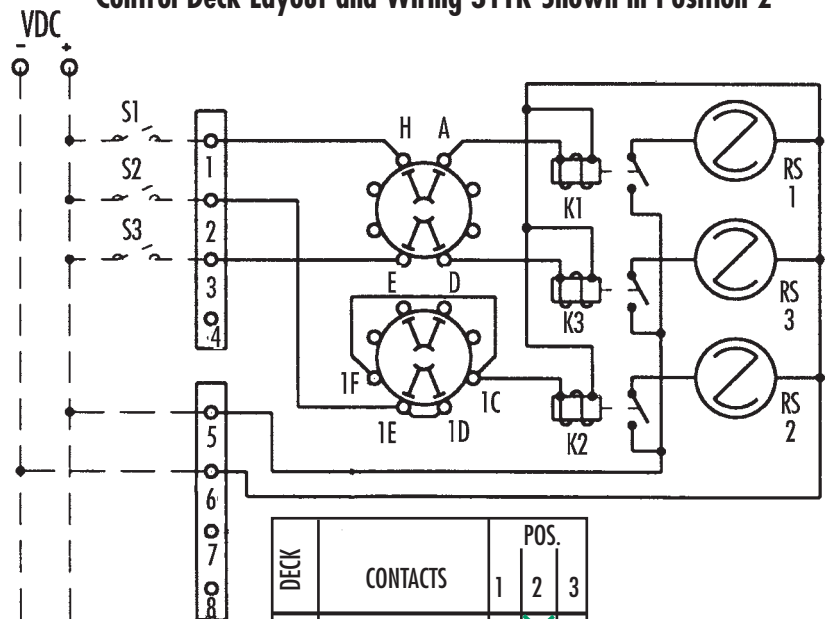 Control Deck Layout and Wiring 311K Shown in Position 2
VDC
- +
S1
S2
S3
1
2
3
4
H A
E D
1F
1C
1E 1D
K1
K3
K2
RS
1
RS
3
RS
2
5
6
7
8
DECK
CONTACTS
POS.
1 2 3